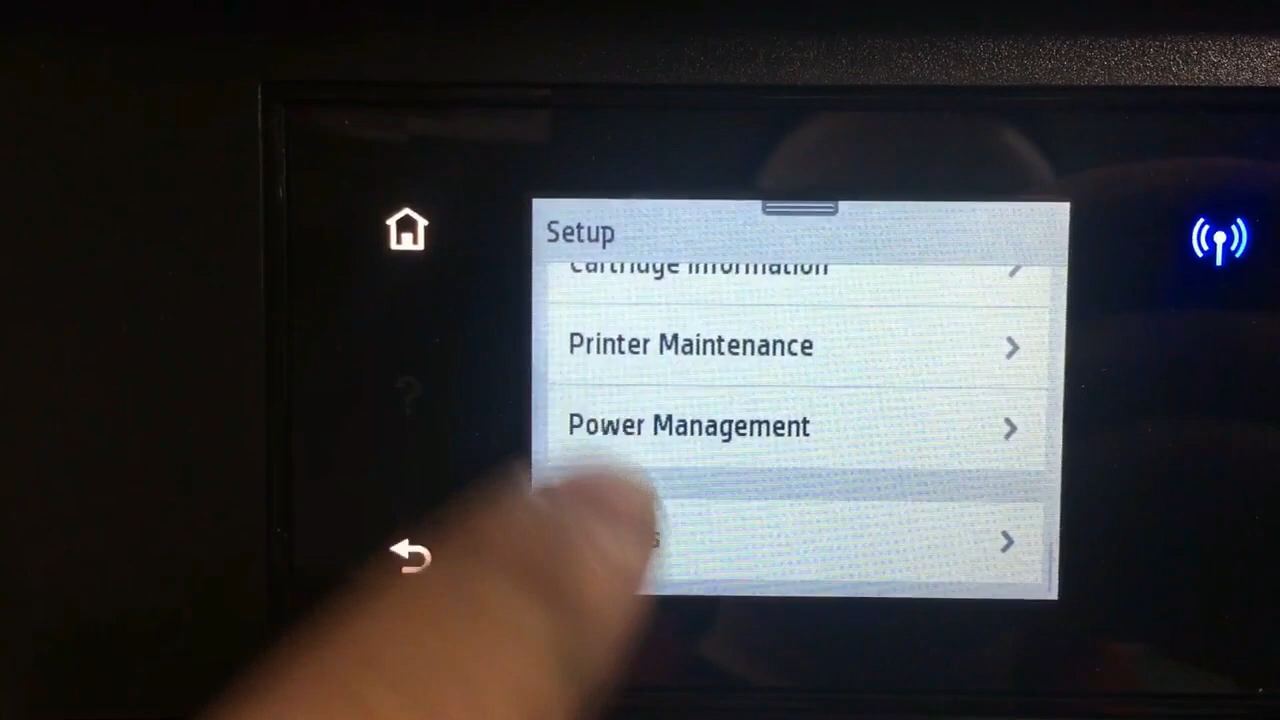 Setup
Cartridge Information
Printer Maintenance
Power Management
?